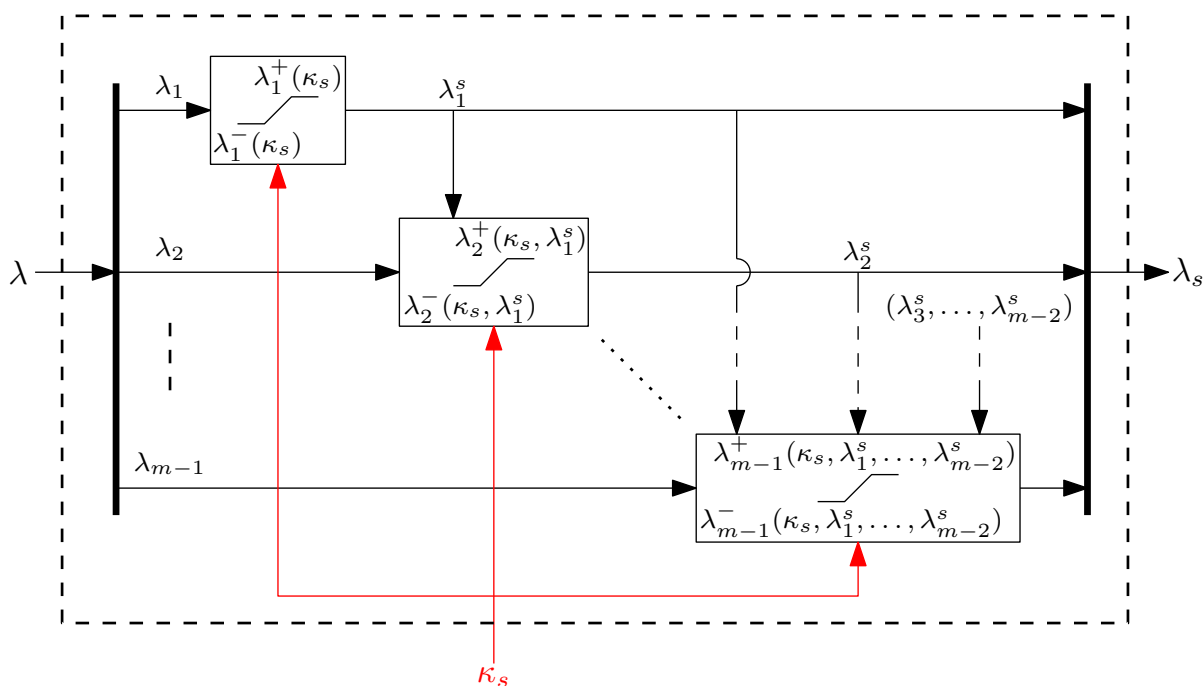 λ₁
λ₁⁺(κₛ)
λ₁⁻(κₛ)
λ₁ˢ
λ
λ₂
λ₂⁺(κₛ, λ₁ˢ)
λ₂⁻(κₛ, λ₁ˢ)
λ₂ˢ
λₛ
(λ₃ˢ, . . . , λₘ₋₂ˢ)
λₘ₋₁
λₘ₋₁⁺(κₛ, λ₁ˢ, . . . , λₘ₋₂ˢ)
λₘ₋₁⁻(κₛ, λ₁ˢ, . . . , λₘ₋₂ˢ)
κₛ